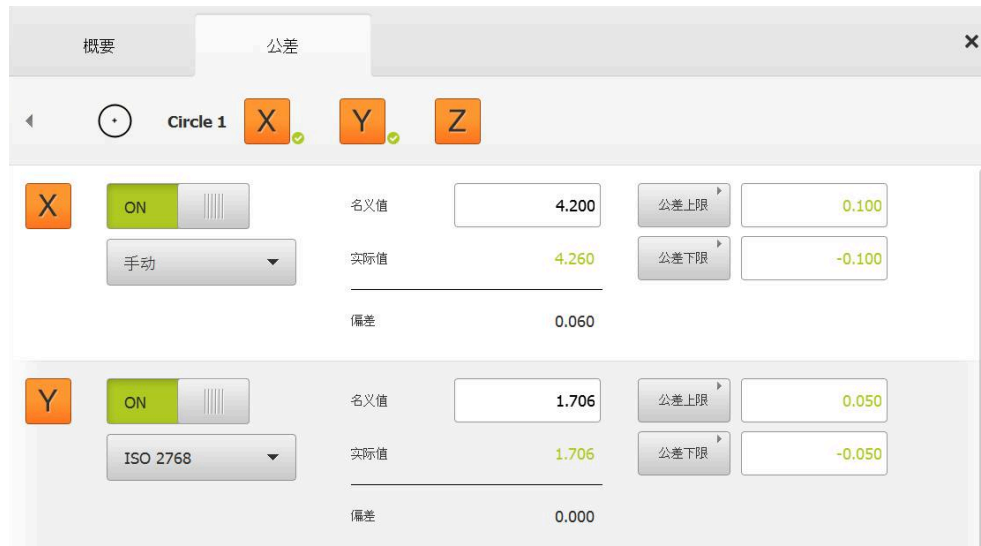 概要 公差 ×
Circle 1 X Y Z
X ON 名义值 4.200 公差上限 0.100
手动 实际值 4.260 公差下限 -0.100
偏差 0.060
Y ON 名义值 1.706 公差上限 0.050
ISO 2768 实际值 1.706 公差下限 -0.050
偏差 0.000